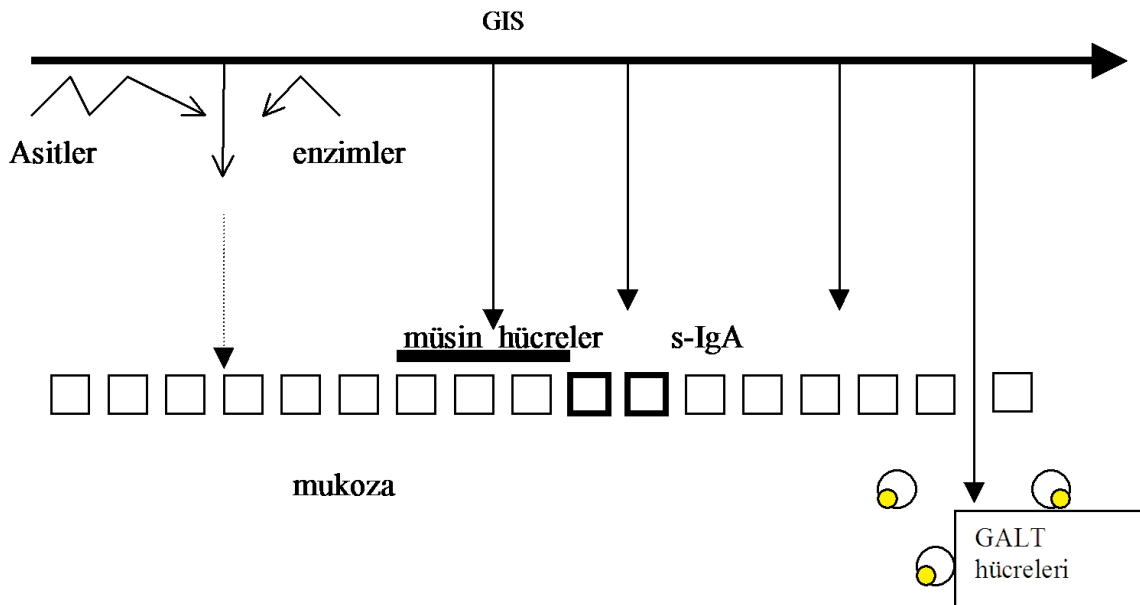 GIS
Asitler
enzimler
müsin hücreler
s-IgA
mukoza
GALT
hücreleri